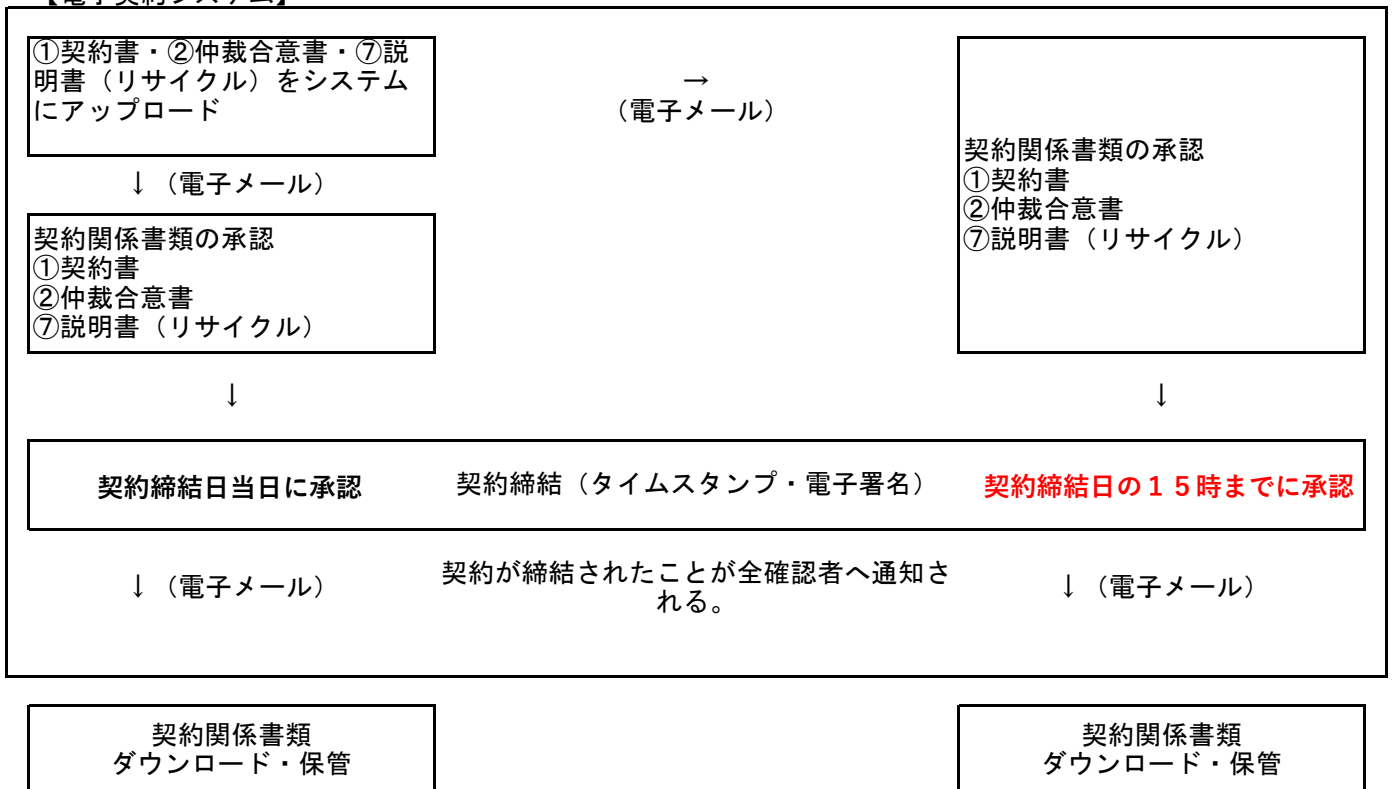 【電子契約システム】
①契約書・②仲裁合意書・⑦説
明書（リサイクル）をシステム
にアップロード
→
（電子メール）
↓（電子メール）
契約関係書類の承認
①契約書
②仲裁合意書
⑦説明書（リサイクル）
契約関係書類の承認
①契約書
②仲裁合意書
⑦説明書（リサイクル）
↓
↓
契約締結日当日に承認
契約締結（タイムスタンプ・電子署名）
契約締結日の１５時までに承認
↓（電子メール）
契約が締結されたことが全確認者へ通知さ
れる。
↓（電子メール）
契約関係書類
ダウンロード・保管
契約関係書類
ダウンロード・保管